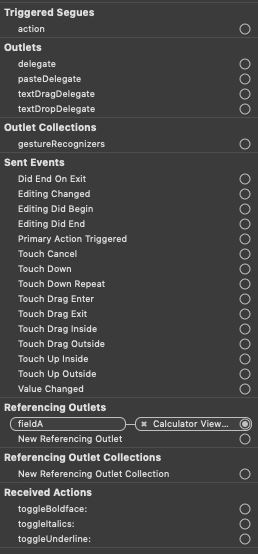 Triggered Segues
action
Outlets
delegate
pasteDelegate
textDragDelegate
textDropDelegate
Outlet Collections
gestureRecognizers
Sent Events
Did End On Exit
Editing Changed
Editing Did Begin
Editing Did End
Primary Action Triggered
Touch Cancel
Touch Down
Touch Down Repeat
Touch Drag Enter
Touch Drag Exit
Touch Drag Inside
Touch Drag Outside
Touch Up Inside
Touch Up Outside
Value Changed
Referencing Outlets
fieldA Calculator View...
New Referencing Outlet
Referencing Outlet Collections
New Referencing Outlet Collection
Received Actions
toggleBoldface:
toggleItalics:
toggleUnderline: